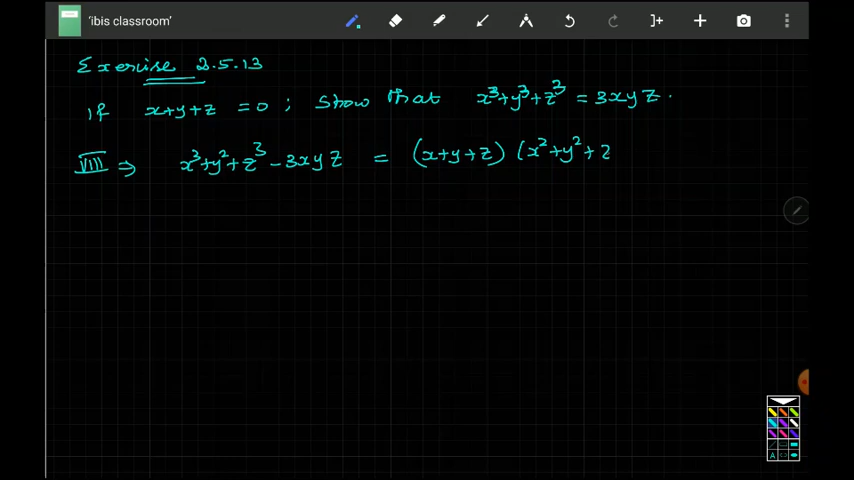 'ibis classroom'
Exercise 2.5.13
If x+y+z =0 ; Show that x³+y³+z³ = 3xyz.
VIII ⇒ x³+y²+z³ - 3xyz = (x+y+z) (x²+y²+z
A